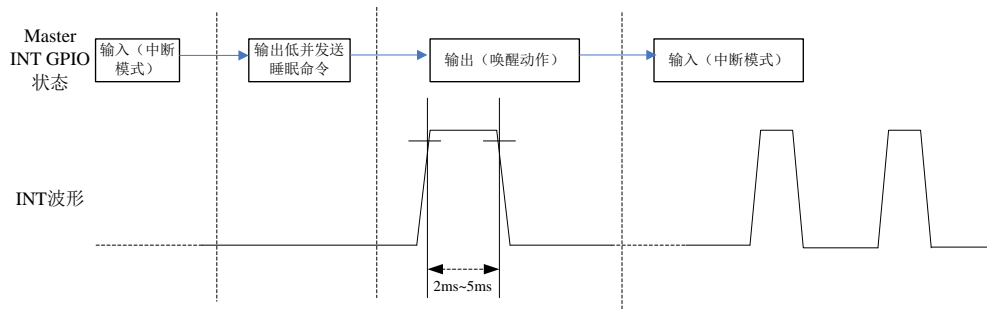 Master
INT GPIO
状态
输入（中断
模式）
输出低并发送
睡眠命令
输出（唤醒动作）
输入（中断模式）
INT波形
2ms~5ms